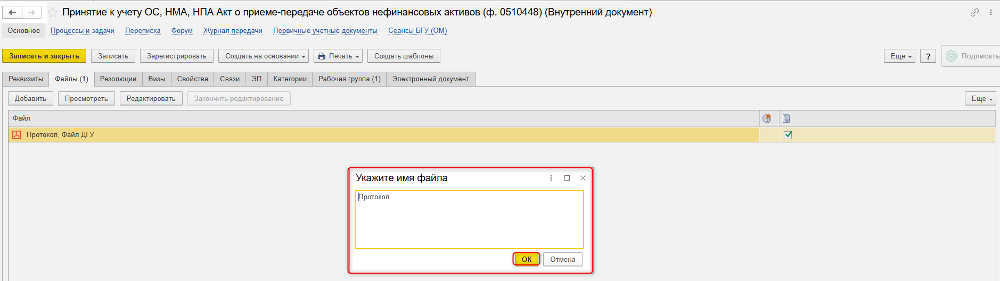 Принятие к учету ОС, НМА, НПА Акт о приеме-передаче объектов нефинансовых активов (ф. 0510448) (Внутренний документ)
Основное Процессы и задачи Переписка Форум Журнал передачи Первичные учетные документы Сеансы БГУ (ОМ)
Записать и закрыть Записать Зарегистрировать Создать на основании Печать Создать шаблоны Еще ? Подписать
Реквизиты Файлы (1) Резолюции Визы Свойства Связи ЭП Категории Рабочая группа (1) Электронный документ
Добавить Просмотреть Редактировать Закончить редактирование Еще
Файл
Протокол, Файл ДГУ
Укажите имя файла
Протокол
ОК Отмена